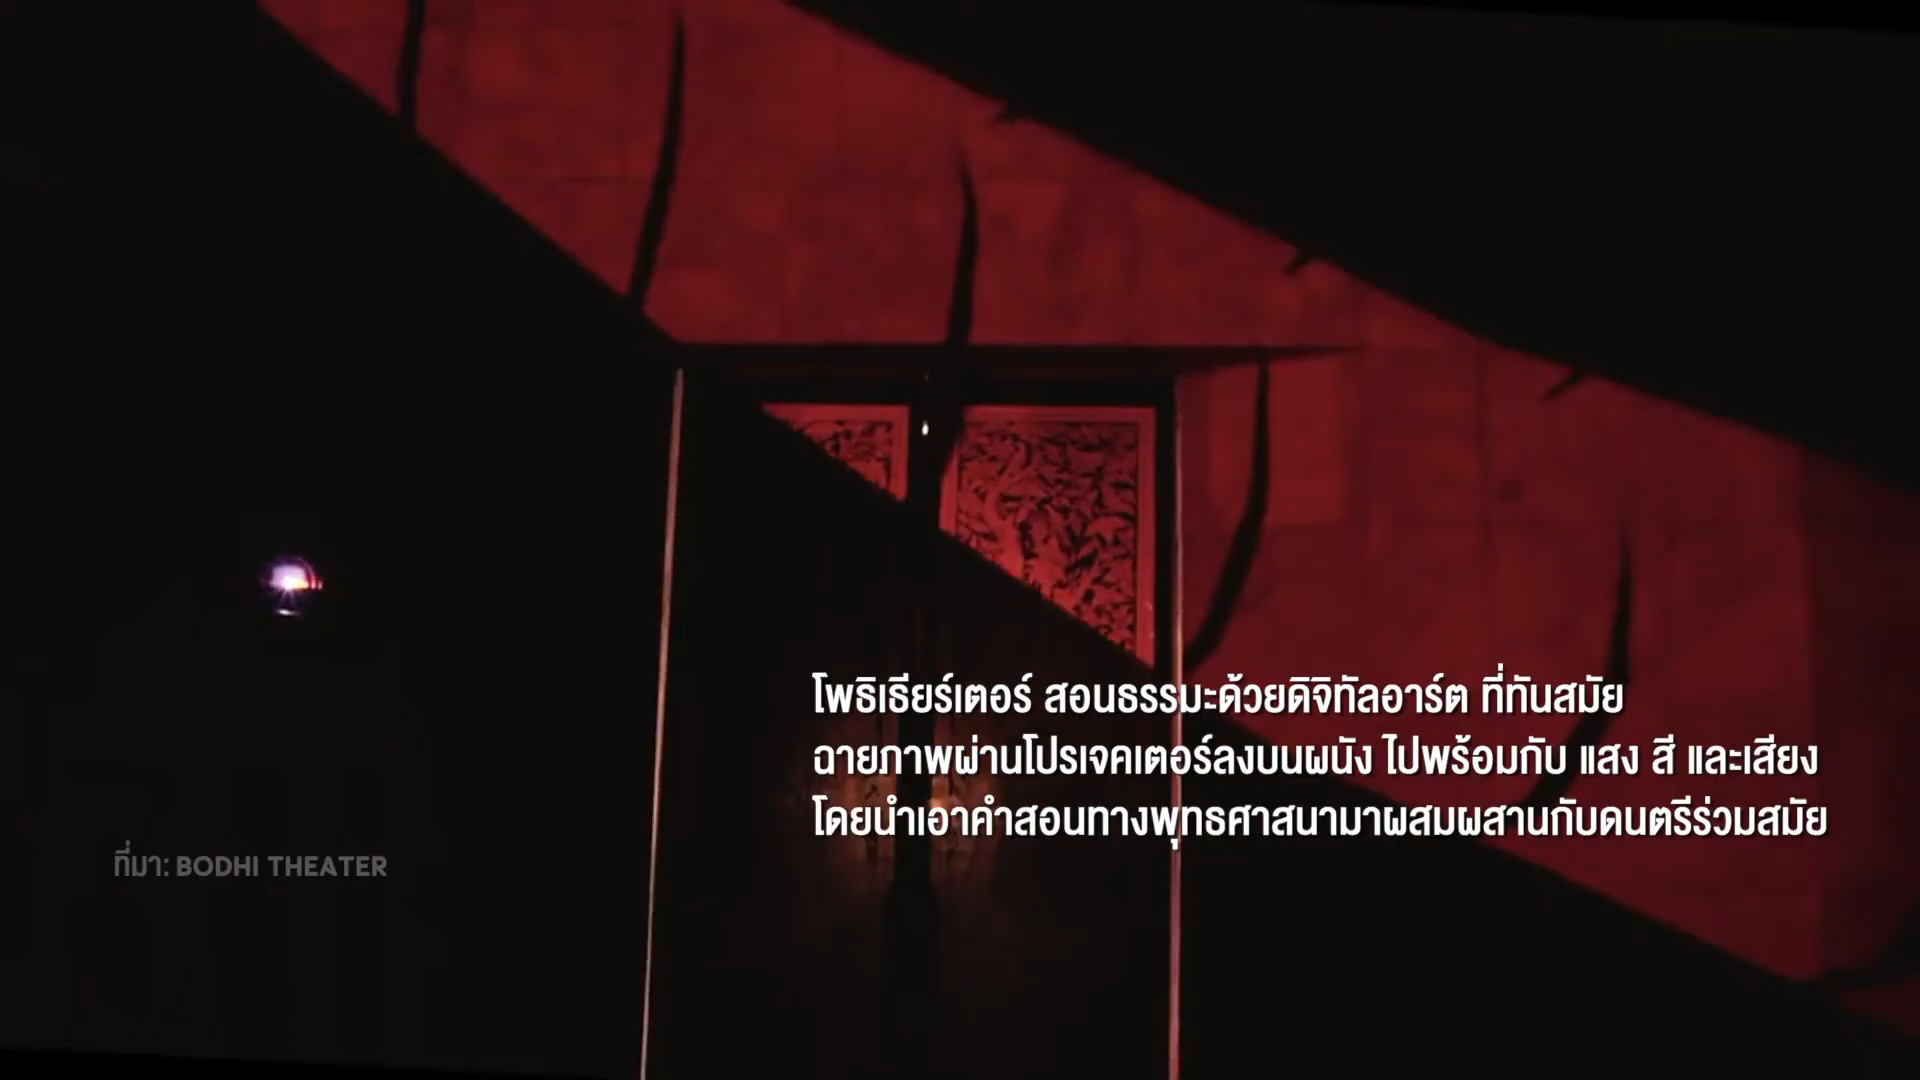 โพธิเธียร์เตอร์ สอนธรรมะด้วยดิจิทัลอาร์ต ที่ทันสมัย
ฉายภาพผ่านโปรเจคเตอร์ลงบนผนัง ไปพร้อมกับ แสง สี และเสียง
โดยนำเอาคำสอนทางพุทธศาสนามาผสมผสานกับดนตรีร่วมสมัย
ที่มา: BODHI THEATER